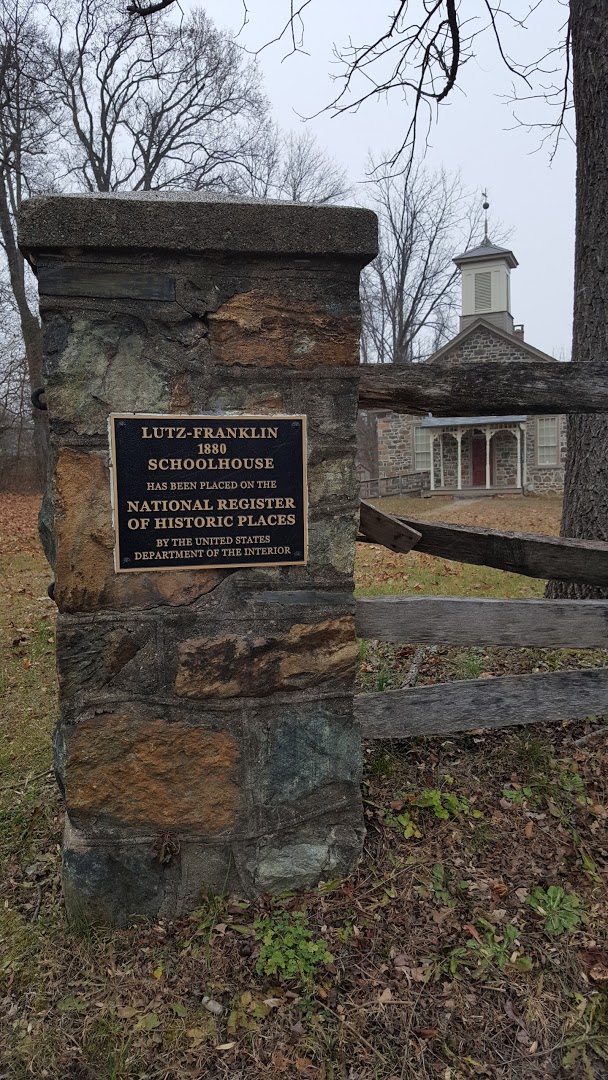 LUTZ-FRANKLIN
1880
SCHOOLHOUSE
HAS BEEN PLACED ON THE
NATIONAL REGISTER
OF HISTORIC PLACES
BY THE UNITED STATES
DEPARTMENT OF THE INTERIOR